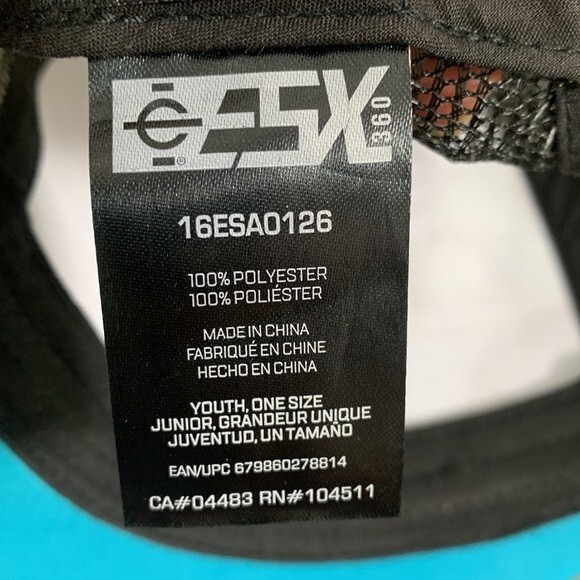 ESX 360
®
16ESA0126
100% POLYESTER
100% POLIÉSTER
MADE IN CHINA
FABRIQUÉ EN CHINE
HECHO EN CHINA
YOUTH, ONE SIZE
JUNIOR, GRANDEUR UNIQUE
JUVENTUD, UN TAMAÑO
EAN/UPC 679860278814
CA#04483 RN#104511